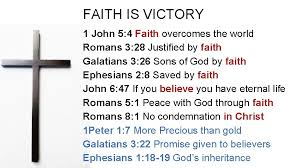 FAITH IS VICTORY
1 John 5:4 Faith overcomes the world
Romans 3:28 Justified by faith
Galatians 3:26 Sons of God by faith
Ephesians 2:8 Saved by Faith
John 6:47 If you believe you have eternal life
Romans 5:1 Peace with God through faith
Romans 8:1 No condemnation in Christ
1Peter 1:7 More Precious than gold
Galatians 3:22 Promise given to believers
Ephesians 1:18-19 God's inheritance